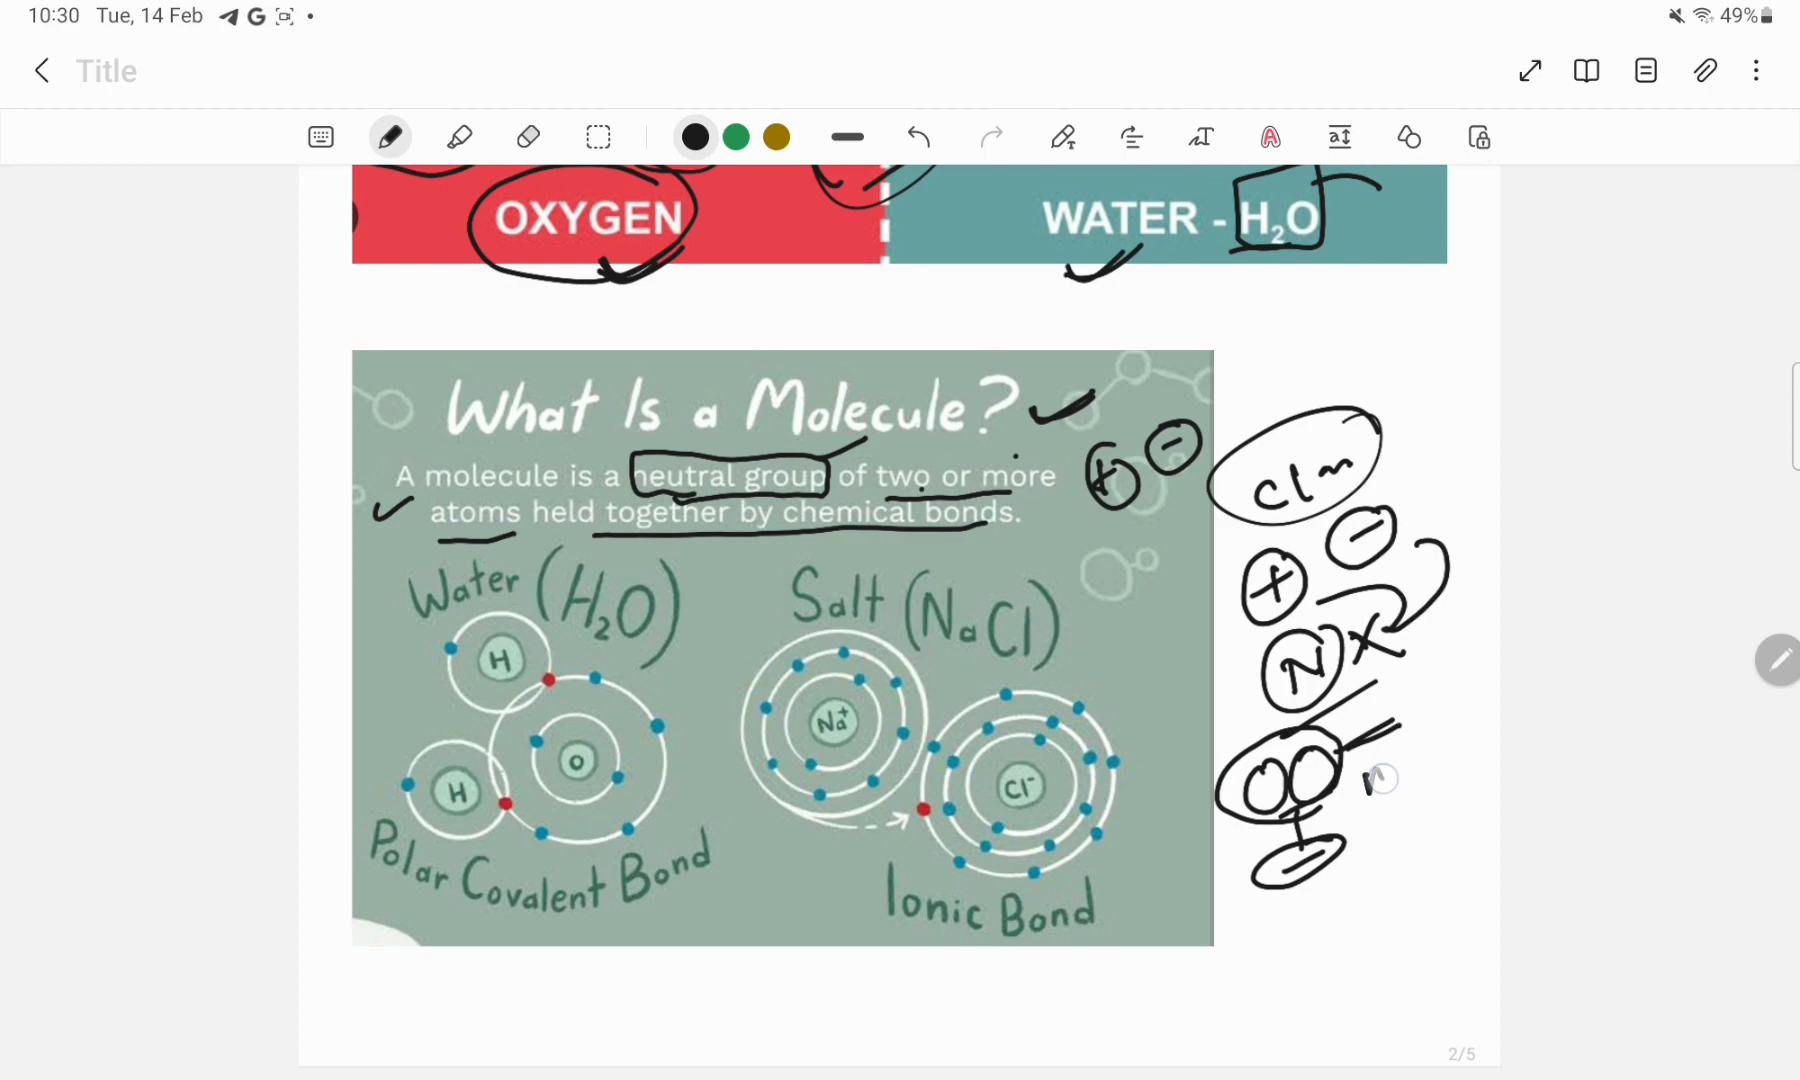 10:30 Tue, 14 Feb G 49%
Title
OXYGEN
WATER - H₂O
What Is a Molecule?
A molecule is a neutral group of two or more
atoms held together by chemical bonds.
+ -
-
+
N X
Water (H₂O)
H
O
H
Polar Covalent Bond
Salt (NaCl)
Na⁺
Cl⁻
Ionic Bond
2/5